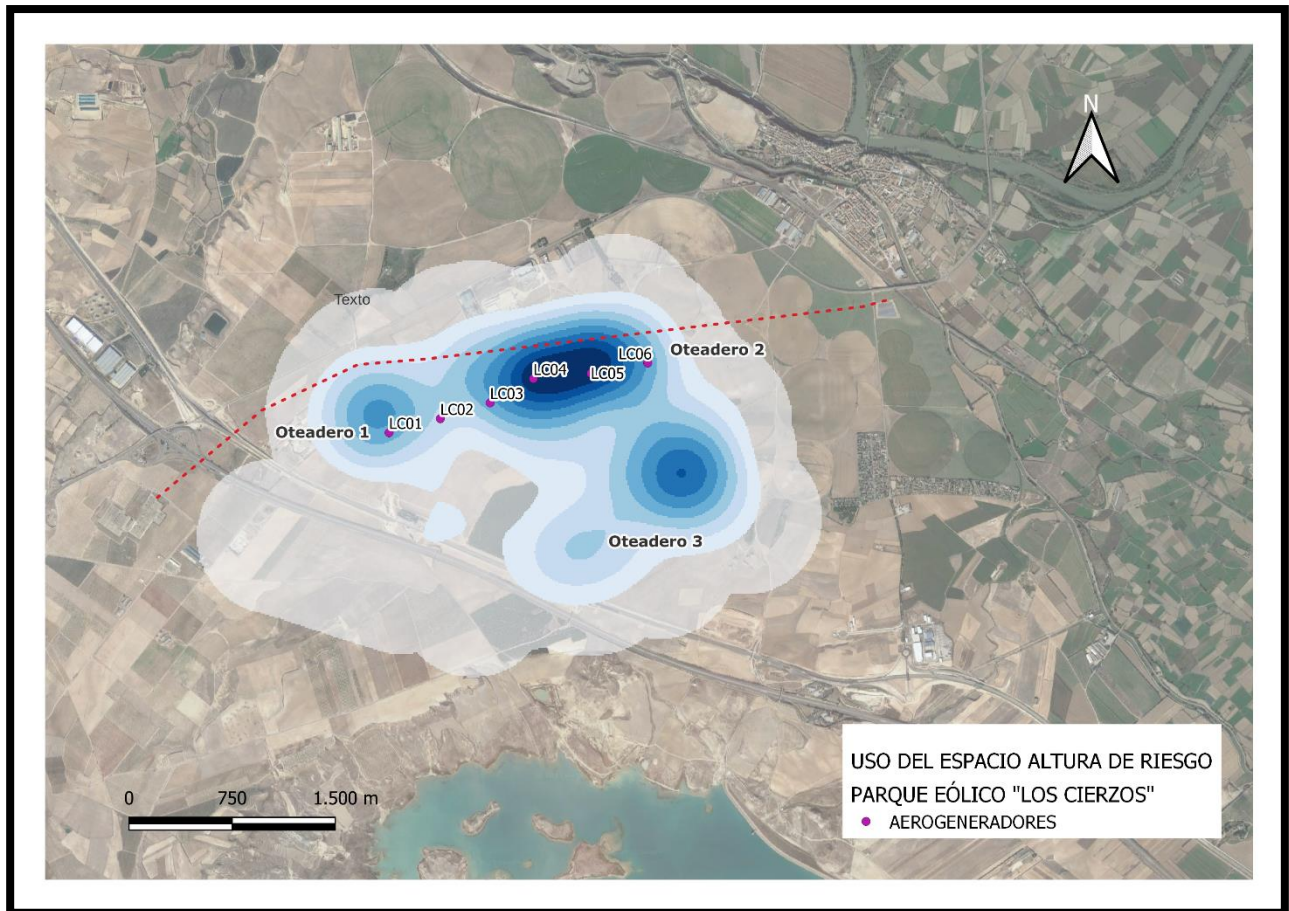 N
Texto
LC06
Oteadero 2
LC04
LC05
LC03
LC02
LC01
Oteadero 1
Oteadero 3
0 750 1.500 m
USO DEL ESPACIO ALTURA DE RIESGO
PARQUE EÓLICO "LOS CIERZOS"
AEROGENERADORES